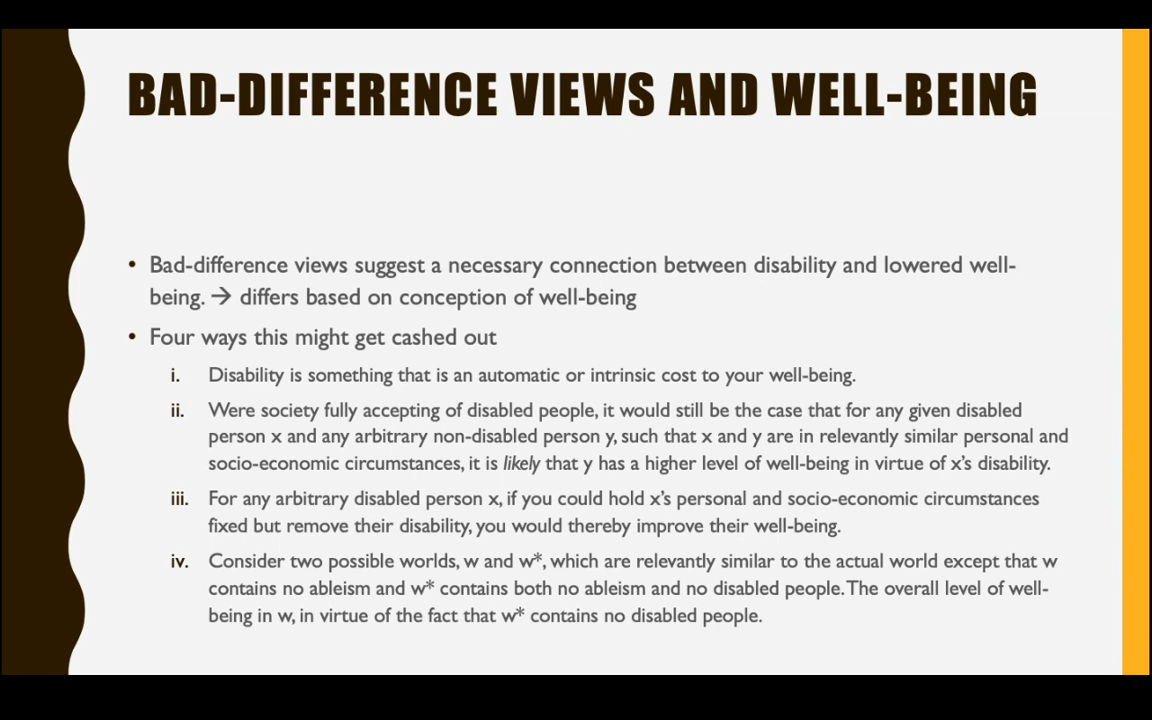 BAD-DIFFERENCE VIEWS AND WELL-BEING
• Bad-difference views suggest a necessary connection between disability and lowered well-
being. → differs based on conception of well-being
• Four ways this might get cashed out
i. Disability is something that is an automatic or intrinsic cost to your well-being.
ii. Were society fully accepting of disabled people, it would still be the case that for any given disabled
person x and any arbitrary non-disabled person y, such that x and y are in relevantly similar personal and
socio-economic circumstances, it is likely that y has a higher level of well-being in virtue of x's disability.
iii. For any arbitrary disabled person x, if you could hold x's personal and socio-economic circumstances
fixed but remove their disability, you would thereby improve their well-being.
iv. Consider two possible worlds, w and w*, which are relevantly similar to the actual world except that w
contains no ableism and w* contains both no ableism and no disabled people. The overall level of well-
being in w, in virtue of the fact that w* contains no disabled people.